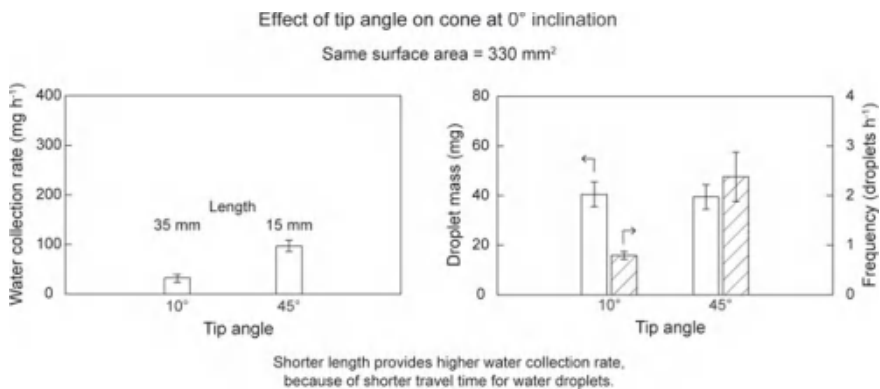 Effect of tip angle on cone at 0° inclination
Same surface area = 330 mm²
Water collection rate (mg h⁻¹)
400
300
200
100
0
Length
35 mm
15 mm
10°
45°
Tip angle
Droplet mass (mg)
80
60
40
20
0
4
3
2
1
0
Frequency (droplets h⁻¹)
10°
45°
Tip angle
Shorter length provides higher water collection rate,
because of shorter travel time for water droplets.